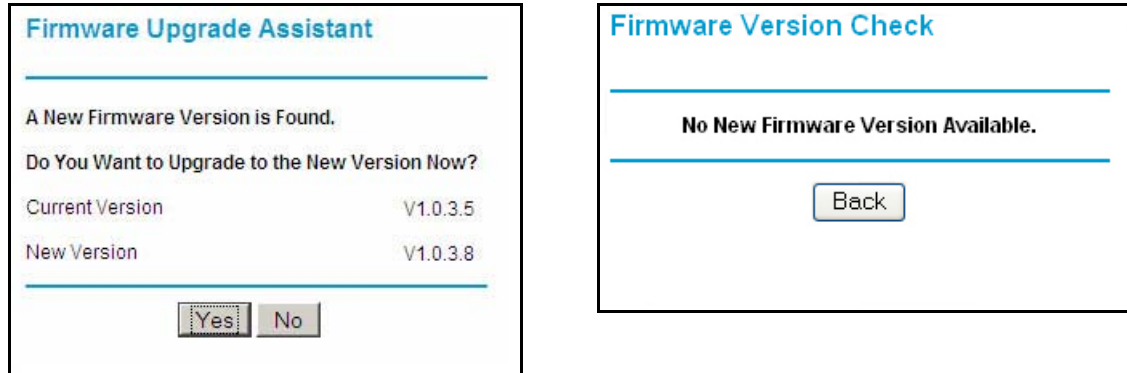 Firmware Upgrade Assistant
A New Firmware Version is Found.
Do You Want to Upgrade to the New Version Now?
Current Version V1.0.3.5
New Version V1.0.3.8
Yes No
Firmware Version Check
No New Firmware Version Available.
Back